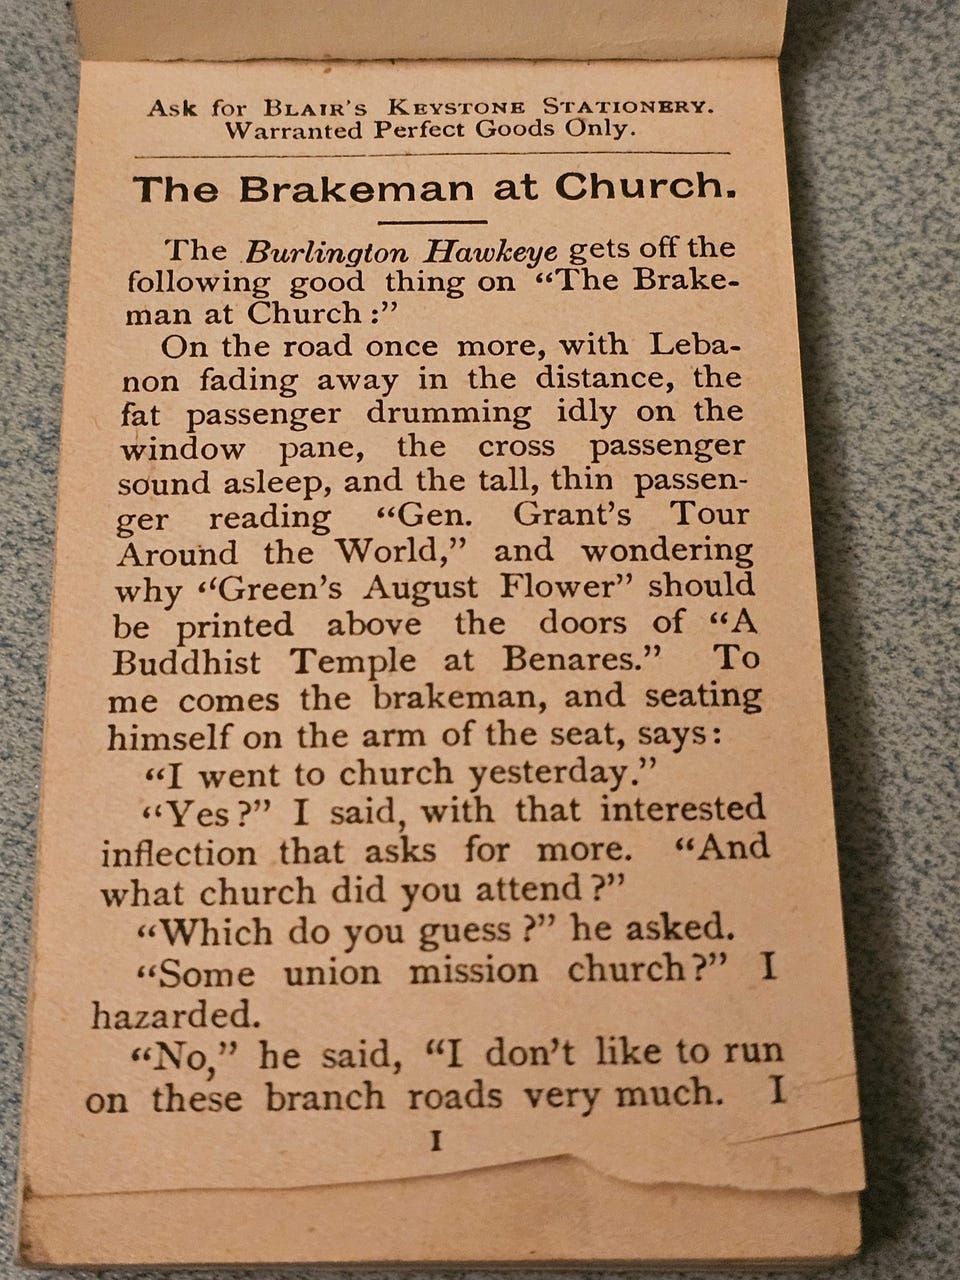 Ask for BLAIR'S KEYSTONE STATIONERY.
Warranted Perfect Goods Only.
The Brakeman at Church.
The Burlington Hawkeye gets off the
following good thing on “The Brake-
man at Church :”
On the road once more, with Leba-
non fading away in the distance, the
fat passenger drumming idly on the
window pane, the cross passenger
sound asleep, and the tall, thin passen-
ger reading “Gen. Grant's Tour
Around the World,” and wondering
why “Green's August Flower” should
be printed above the doors of “A
Buddhist Temple at Benares.” To
me comes the brakeman, and seating
himself on the arm of the seat, says:
“I went to church yesterday.”
“Yes ?” I said, with that interested
inflection that asks for more. “And
what church did you attend ?”
“Which do you guess ?” he asked.
“Some union mission church ?” I
hazarded.
“No,” he said, “I don't like to run
on these branch roads very much. I
I